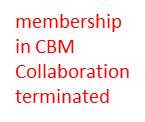 membership
in CBM
Collaboration
terminated